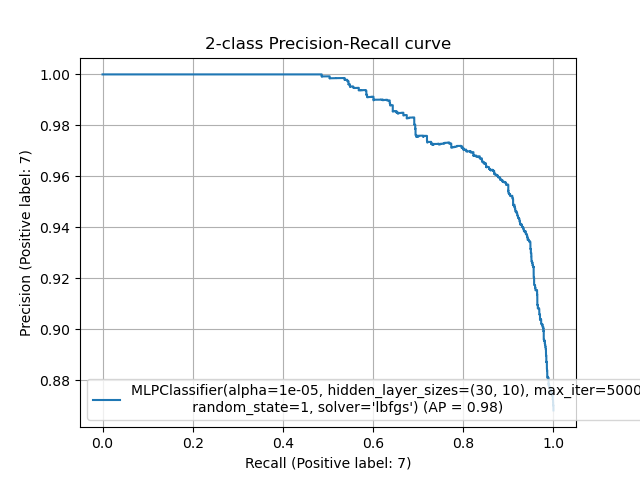 2-class Precision-Recall curve
1.00
0.98
0.96
0.94
0.92
0.90
0.88
Precision (Positive label: 7)
MLPClassifier(alpha=1e-05, hidden_layer_sizes=(30, 10), max_iter=5000
random_state=1, solver='lbfgs') (AP = 0.98)
0.0 0.2 0.4 0.6 0.8 1.0
Recall (Positive label: 7)